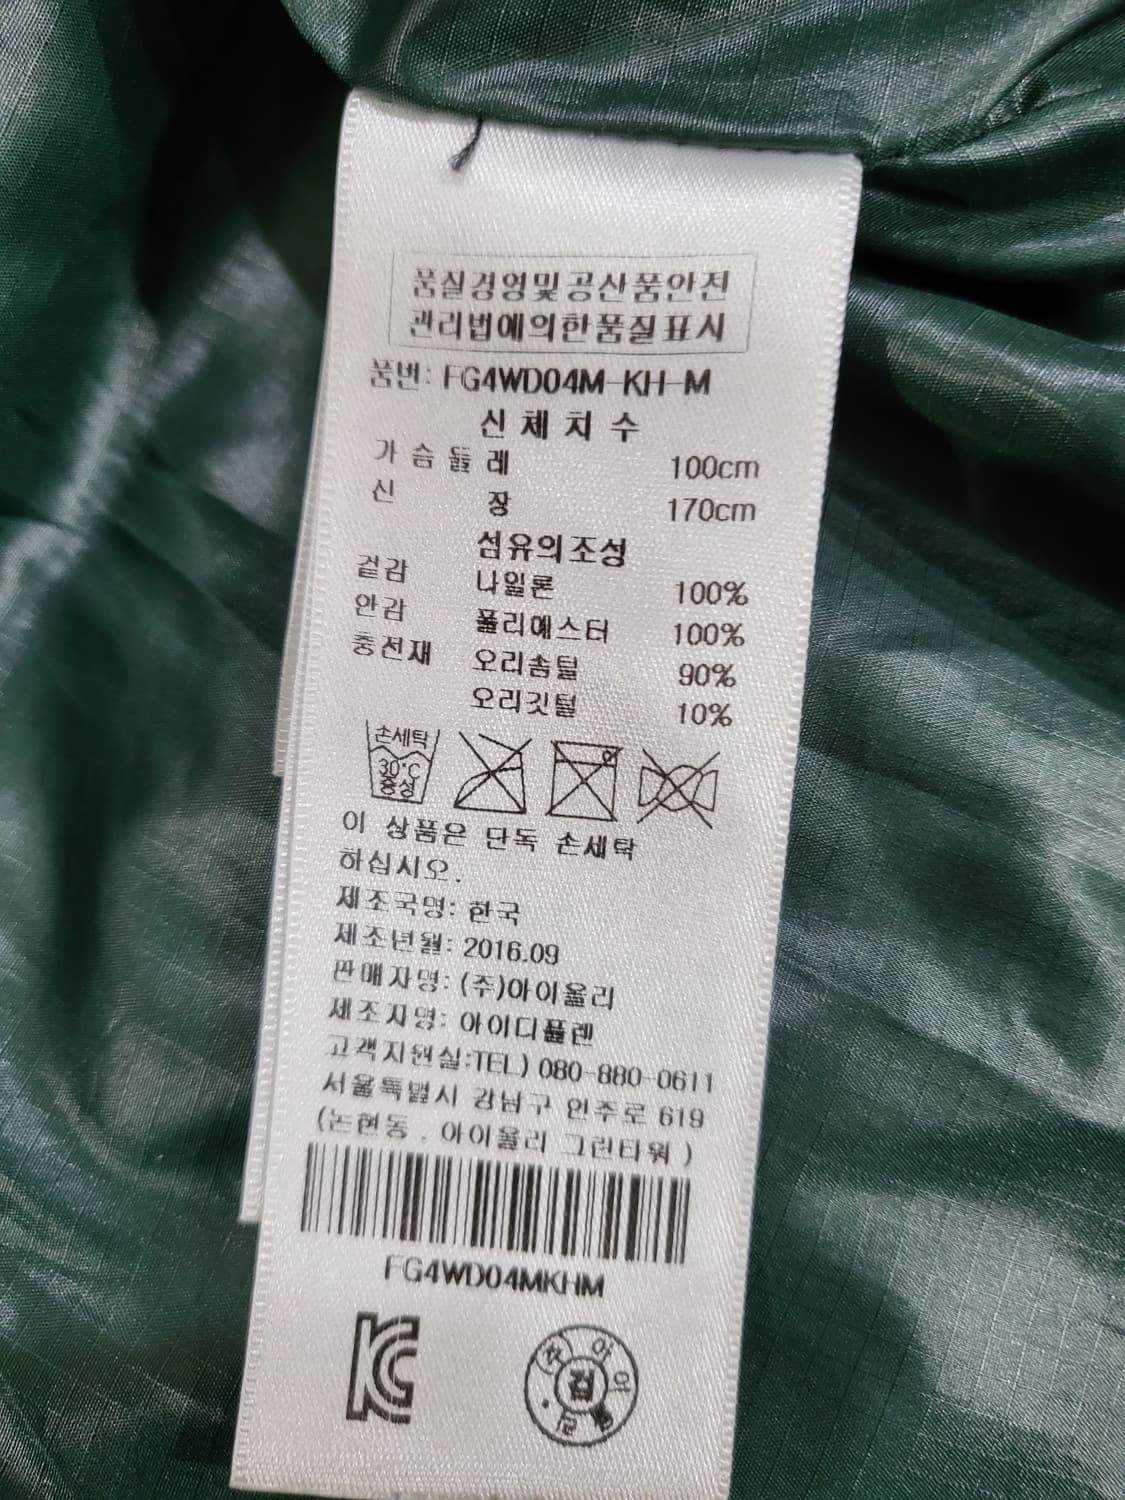 품질경영및공산품안전
관리법에의한품질표시
품번: FG4WD04M-KH-M
신체치수
가슴둘레 100cm
신장 170cm
섬유의조성
겉감 나일론 100%
안감 폴리에스터 100%
충전재 오리솜털 90%
오리깃털 10%
손세탁
30°C
중성
이 상품은 단독 손세탁
하십시오.
제조국명: 한국
제조년월: 2016.09
판매자명: (주)아이올리
제조자명: 아이디플렌
고객지원실:TEL) 080-880-0611
서울특별시 강남구 언주로 619
(논현동 . 아이올리 그린타워 )
FG4WD04MKHM
KC
주 아이올리
검